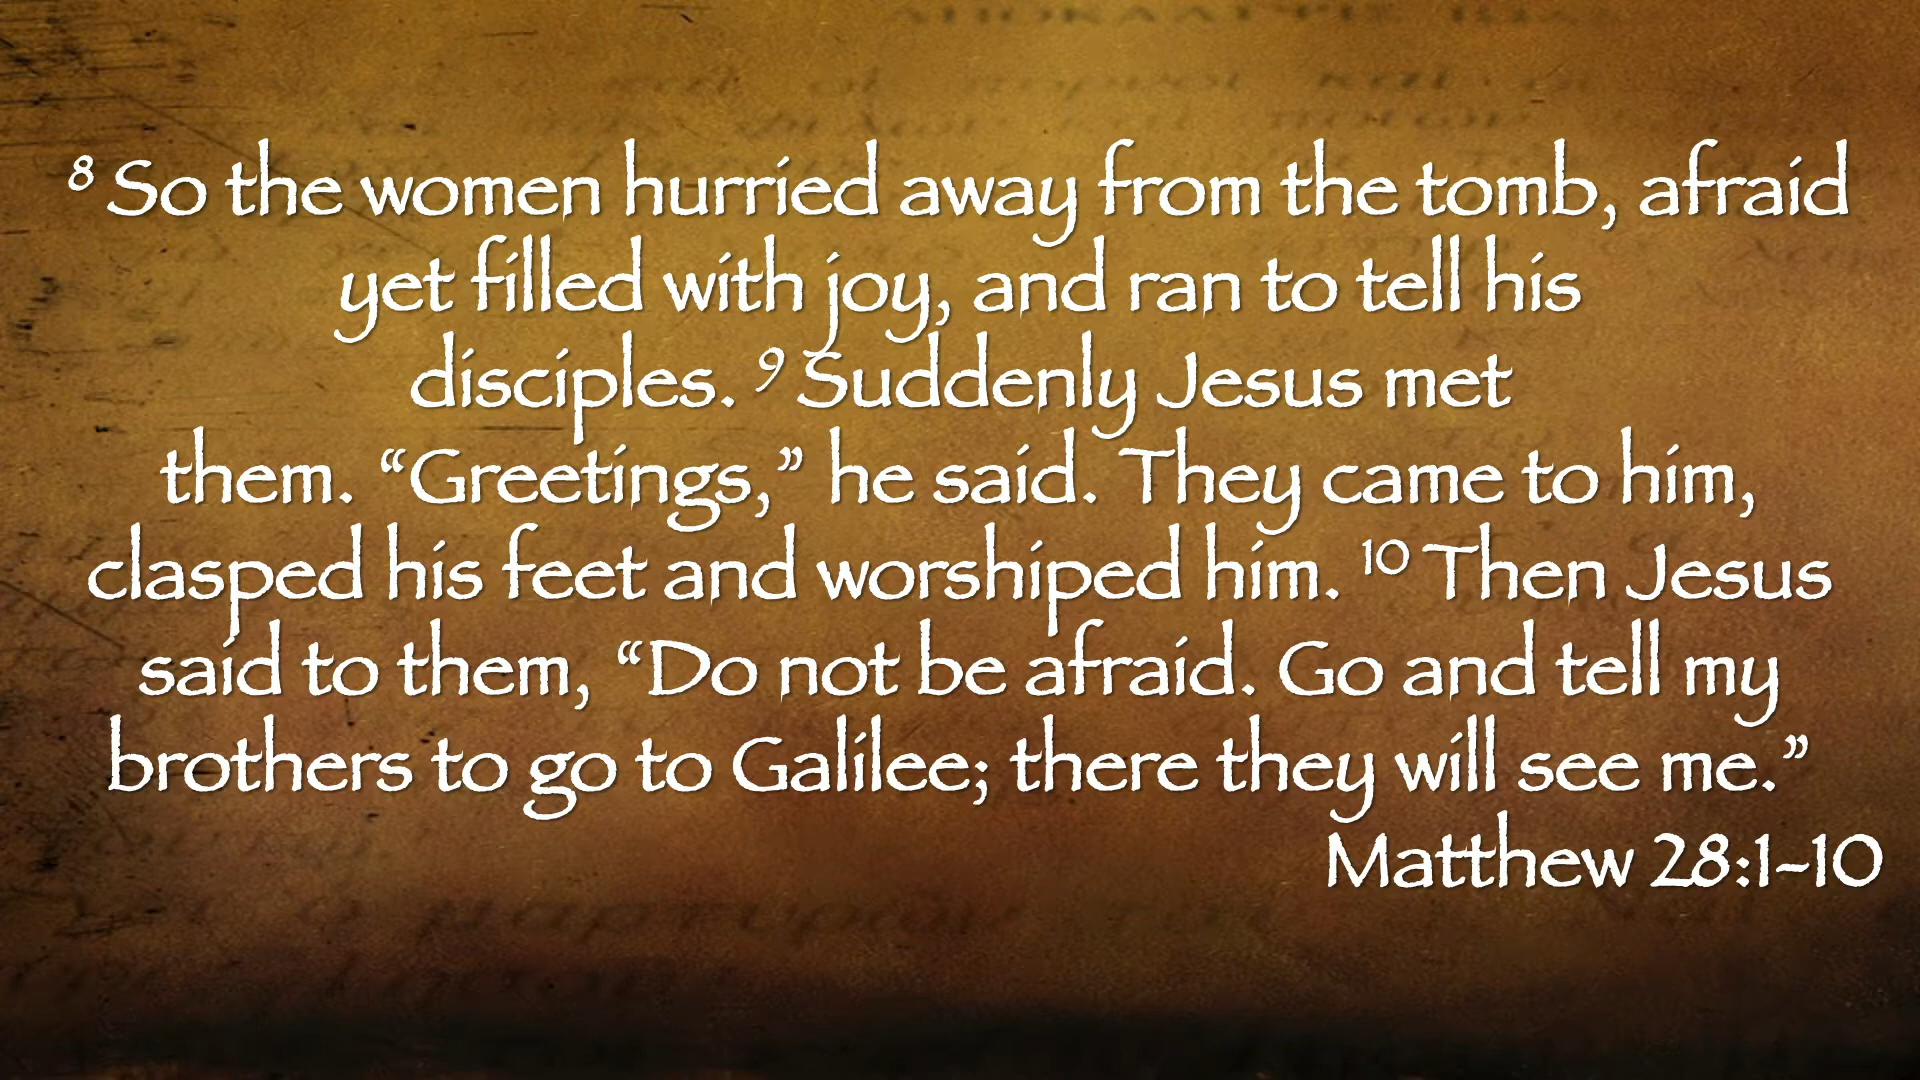 ⁸ So the women hurried away from the tomb, afraid
yet filled with joy, and ran to tell his
disciples. ⁹ Suddenly Jesus met
them. “Greetings,” he said. They came to him,
clasped his feet and worshiped him. ¹⁰ Then Jesus
said to them, “Do not be afraid. Go and tell my
brothers to go to Galilee; there they will see me.”
Matthew 28:1-10